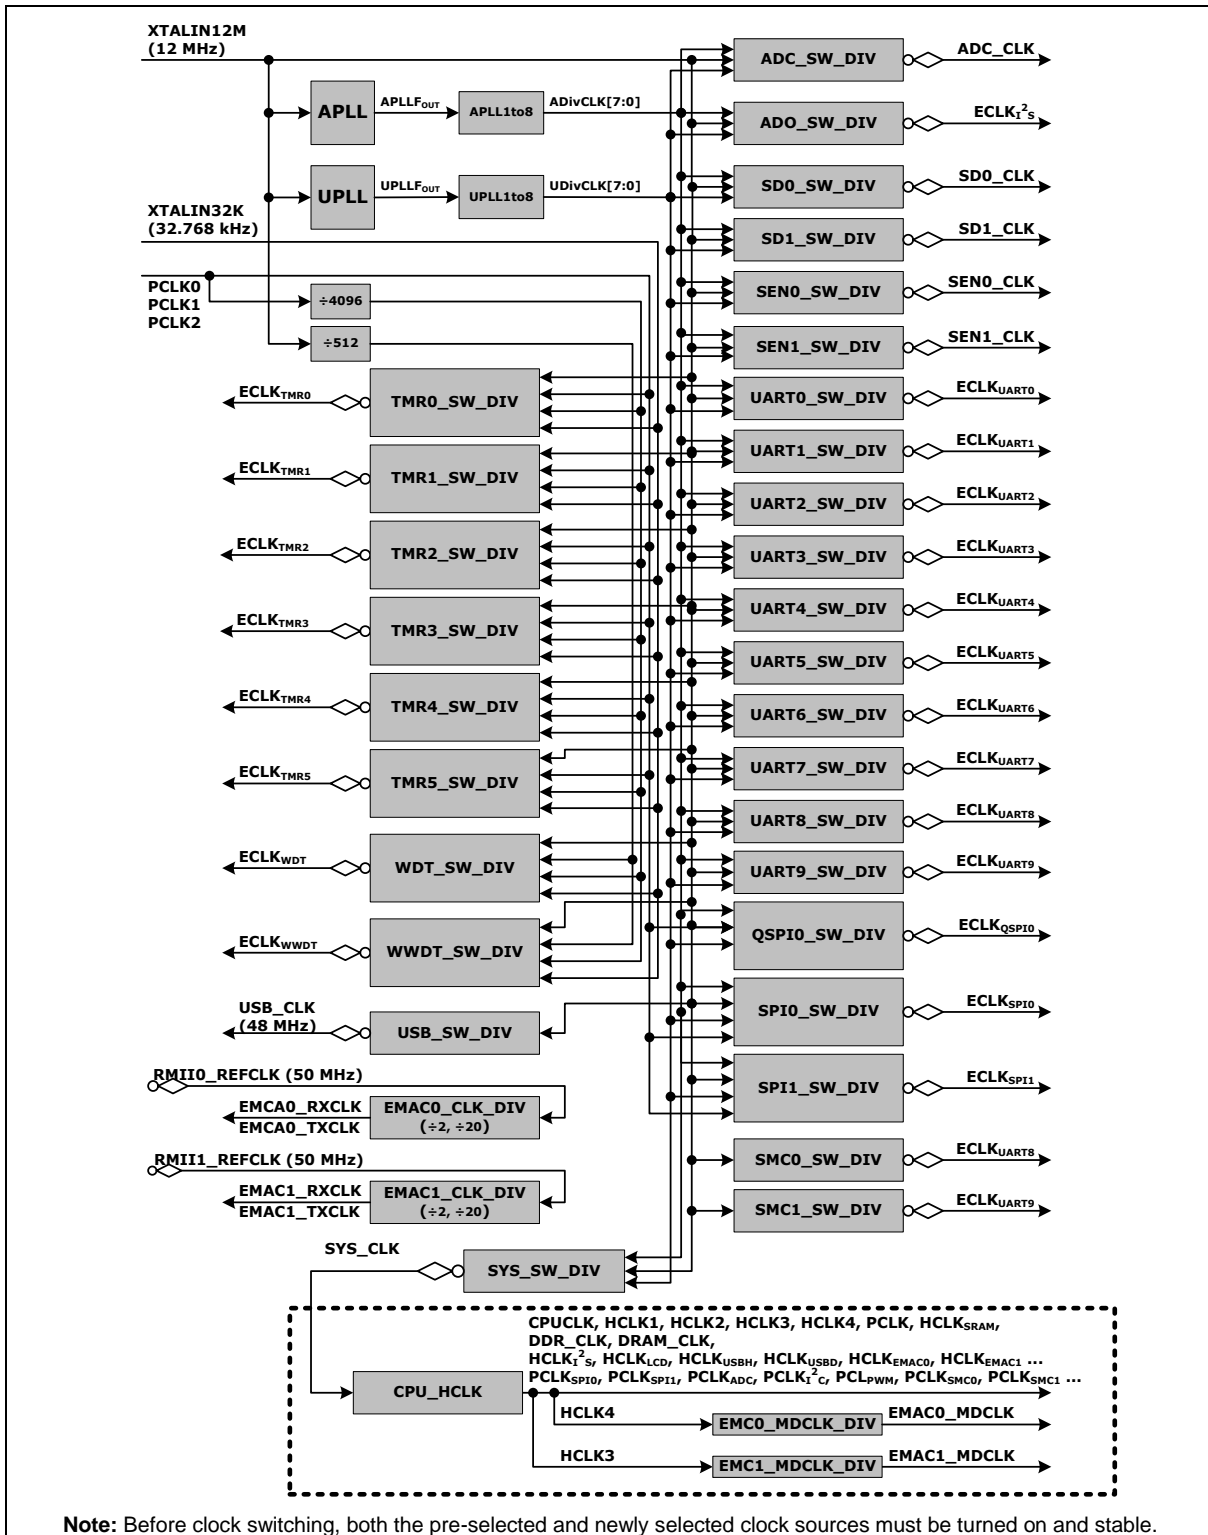 XTALIN12M
(12 MHz)
APLL
APLLFOUT
APLL1to8
ADivCLK[7:0]
UPLL
UPLLFOUT
UPLL1to8
UDivCLK[7:0]
XTALIN32K
(32.768 kHz)
PCLK0
PCLK1
PCLK2
÷4096
÷512
ADC_SW_DIV
ADC_CLK
ADO_SW_DIV
ECLKI²S
SD0_SW_DIV
SD0_CLK
SD1_SW_DIV
SD1_CLK
SEN0_SW_DIV
SEN0_CLK
SEN1_SW_DIV
SEN1_CLK
UART0_SW_DIV
ECLKUART0
UART1_SW_DIV
ECLKUART1
UART2_SW_DIV
ECLKUART2
UART3_SW_DIV
ECLKUART3
UART4_SW_DIV
ECLKUART4
UART5_SW_DIV
ECLKUART5
UART6_SW_DIV
ECLKUART6
UART7_SW_DIV
ECLKUART7
UART8_SW_DIV
ECLKUART8
UART9_SW_DIV
ECLKUART9
QSPI0_SW_DIV
ECLKQSPI0
SPI0_SW_DIV
ECLKSPI0
SPI1_SW_DIV
ECLKSPI1
SMC0_SW_DIV
ECLKUART8
SMC1_SW_DIV
ECLKUART9
ECLKTMR0
TMR0_SW_DIV
ECLKTMR1
TMR1_SW_DIV
ECLKTMR2
TMR2_SW_DIV
ECLKTMR3
TMR3_SW_DIV
ECLKTMR4
TMR4_SW_DIV
ECLKTMR5
TMR5_SW_DIV
ECLKWDT
WDT_SW_DIV
ECLKWWDT
WWDT_SW_DIV
USB_CLK
(48 MHz)
USB_SW_DIV
RMII0_REFCLK (50 MHz)
EMCA0_RXCLK
EMCA0_TXCLK
EMAC0_CLK_DIV
(÷2, ÷20)
RMII1_REFCLK (50 MHz)
EMAC1_RXCLK
EMAC1_TXCLK
EMAC1_CLK_DIV
(÷2, ÷20)
SYS_CLK
SYS_SW_DIV
CPUCLK, HCLK1, HCLK2, HCLK3, HCLK4, PCLK, HCLKSRAM,
DDR_CLK, DRAM_CLK,
HCLKI²S, HCLKLCD, HCLKUSBH, HCLKUSBD, HCLKEMAC0, HCLKEMAC1 ...
PCLKSPI0, PCLKSPI1, PCLKADC, PCLKI²C, PCLPWM, PCLKSMC0, PCLKSMC1 ...
CPU_HCLK
HCLK4
EMC0_MDCLK_DIV
EMAC0_MDCLK
HCLK3
EMC1_MDCLK_DIV
EMAC1_MDCLK
Note: Before clock switching, both the pre-selected and newly selected clock sources must be turned on and stable.